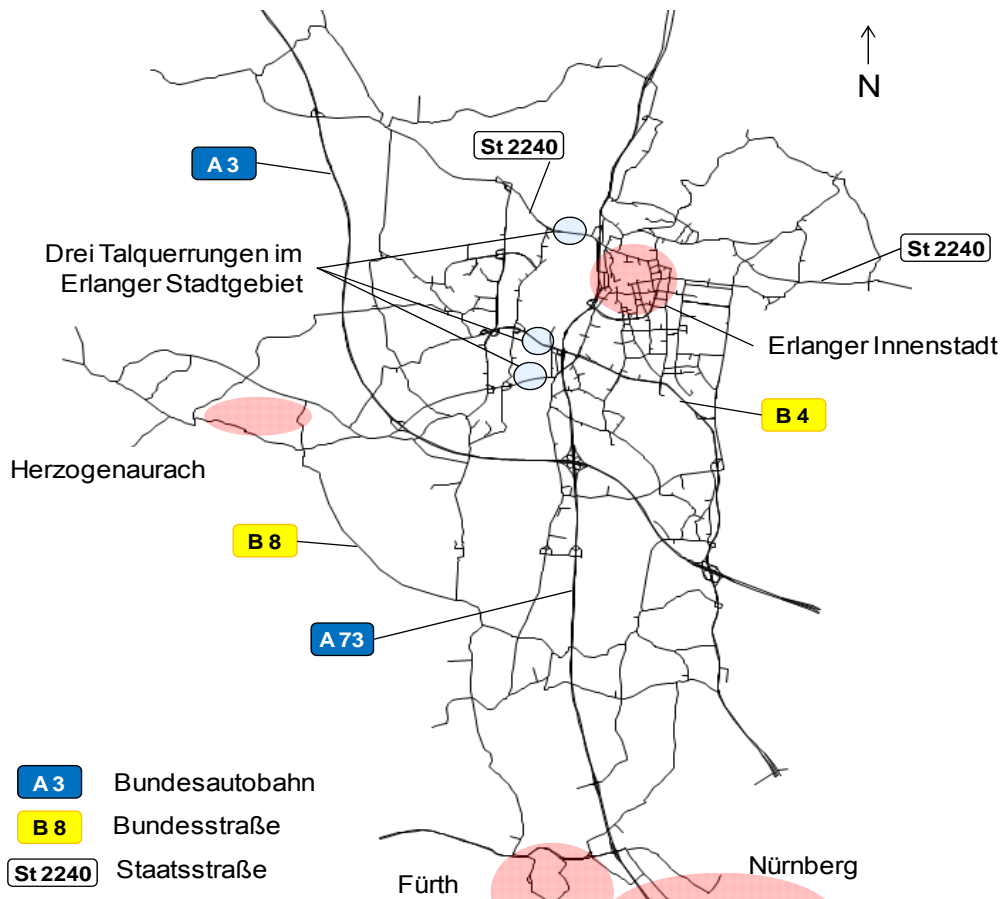 N
St 2240
A 3
Drei Talquerrungen im
Erlanger Stadtgebiet
St 2240
Erlanger Innenstadt
B 4
Herzogenaurach
B 8
A 73
A 3 Bundesautobahn
B 8 Bundesstraße
St 2240 Staatsstraße
Fürth
Nürnberg